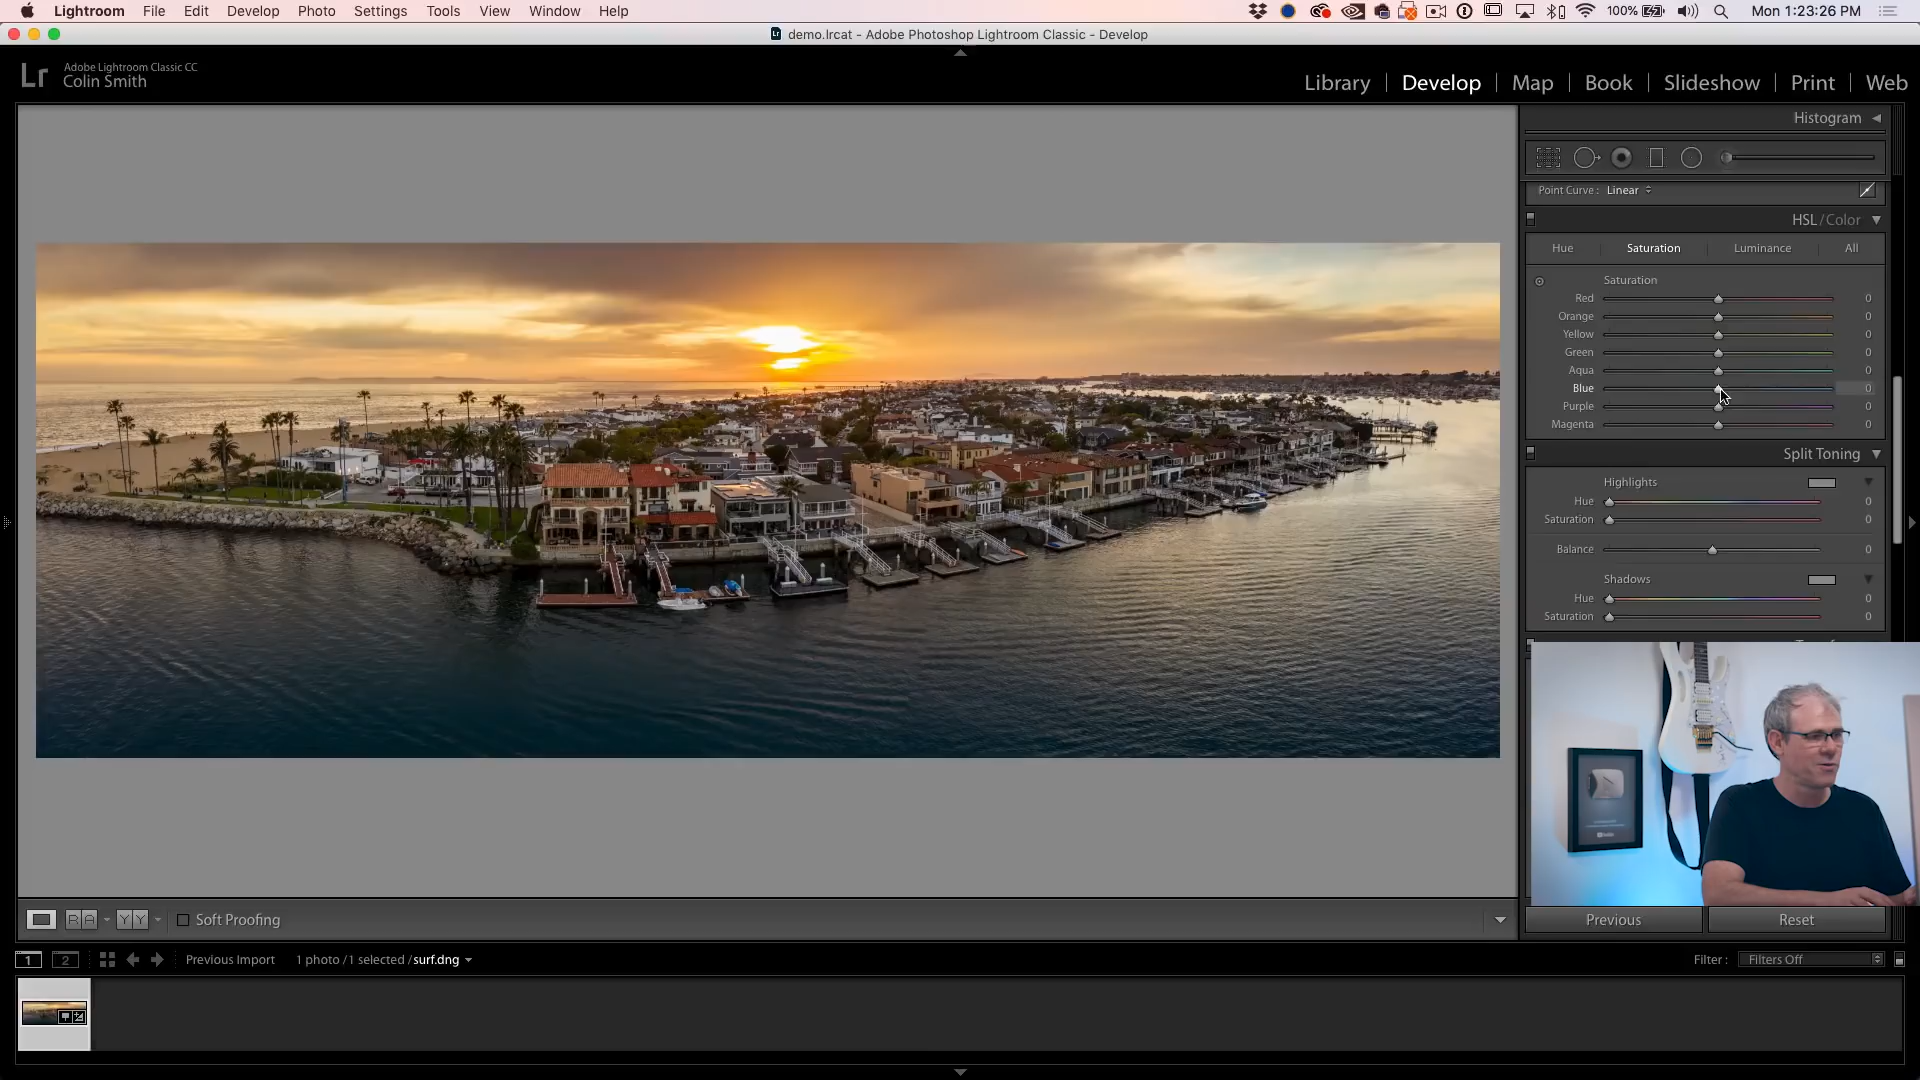 Lightroom File Edit Develop Photo Settings Tools View Window Help 100% Mon 1:23:26 PM
demo.lrcat - Adobe Photoshop Lightroom Classic - Develop
Lr Adobe Lightroom Classic CC
Colin Smith
Library Develop Map Book Slideshow Print Web
Histogram
Point Curve : Linear
HSL / Color
Hue Saturation Luminance All
Saturation
Red 0
Orange 0
Yellow 0
Green 0
Aqua 0
Blue 0
Purple 0
Magenta 0
Split Toning
Highlights
Hue 0
Saturation 0
Balance 0
Shadows
Hue 0
Saturation 0
R A Y Y Soft Proofing
Previous Reset
1 2 Previous Import 1 photo / 1 selected / surf.dng Filter : Filters Off